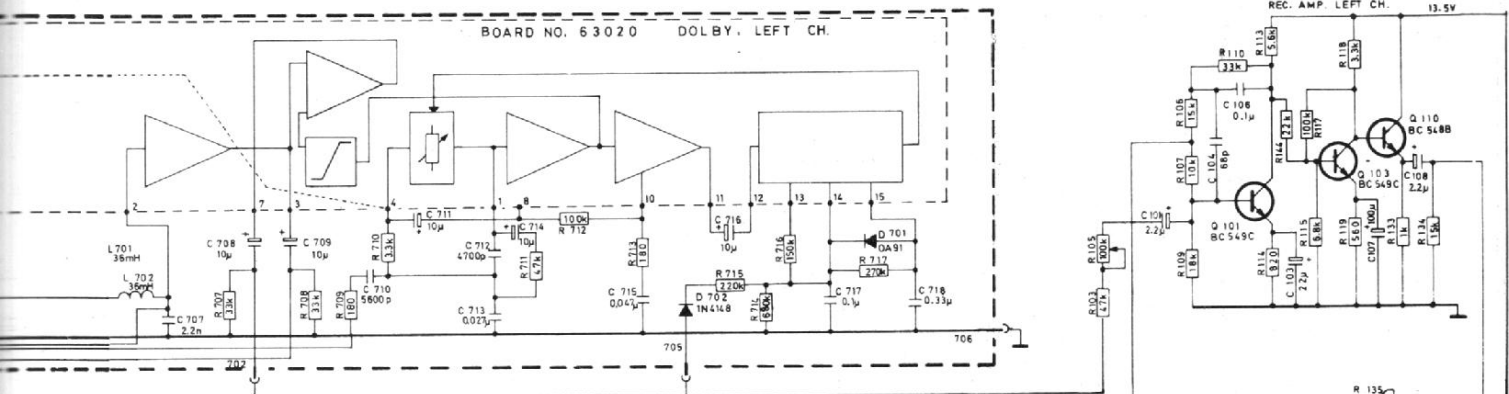 REC. AMP. LEFT CH.
13.5V
BOARD NO. 63020 DOLBY, LEFT CH.
R 113
5.6k
R 118
3.3k
R 110
33k
C 106
0.1µ
R 106
15k
R 144
22k
100k
R 117
Q 110
BC 548B
C 104
68p
R 107
10k
Q 103
BC 549C
C 108
2.2µ
Q 101
BC 549C
2.2µ
R 105
100k
R 109
18k
R 114
820
C 103
22µ
R 115
6.8k
R 119
560
C 107
100µ
R 133
1k
R 134
15k
R 103
47k
2
7
3
4
1
8
10
11
12
13
14
15
L 701
36mH
L 702
36mH
C 707
2.2n
C 708
10µ
R 707
33k
C 709
10µ
R 708
33k
R 709
180
C 710
5600p
R 710
3.3k
C 711
10µ
C 712
4700p
C 714
10µ
R 711
47k
C 713
0.027µ
100k
R 712
R 713
180
C 715
0,047µ
C 716
10µ
R 716
150k
D 701
OA91
R 717
270k
R 715
220k
D 702
1N4148
R 714
680k
C 717
0.1µ
C 718
0.33µ
702
705
706
R 135